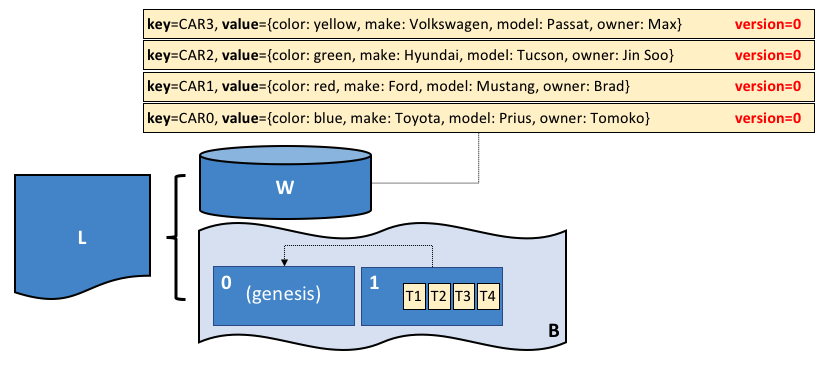 key=CAR3, value={color: yellow, make: Volkswagen, model: Passat, owner: Max} version=0
key=CAR2, value={color: green, make: Hyundai, model: Tucson, owner: Jin Soo} version=0
key=CAR1, value={color: red, make: Ford, model: Mustang, owner: Brad} version=0
key=CAR0, value={color: blue, make: Toyota, model: Prius, owner: Tomoko} version=0
W
L
0
(genesis)
1
T1 T2 T3 T4
B